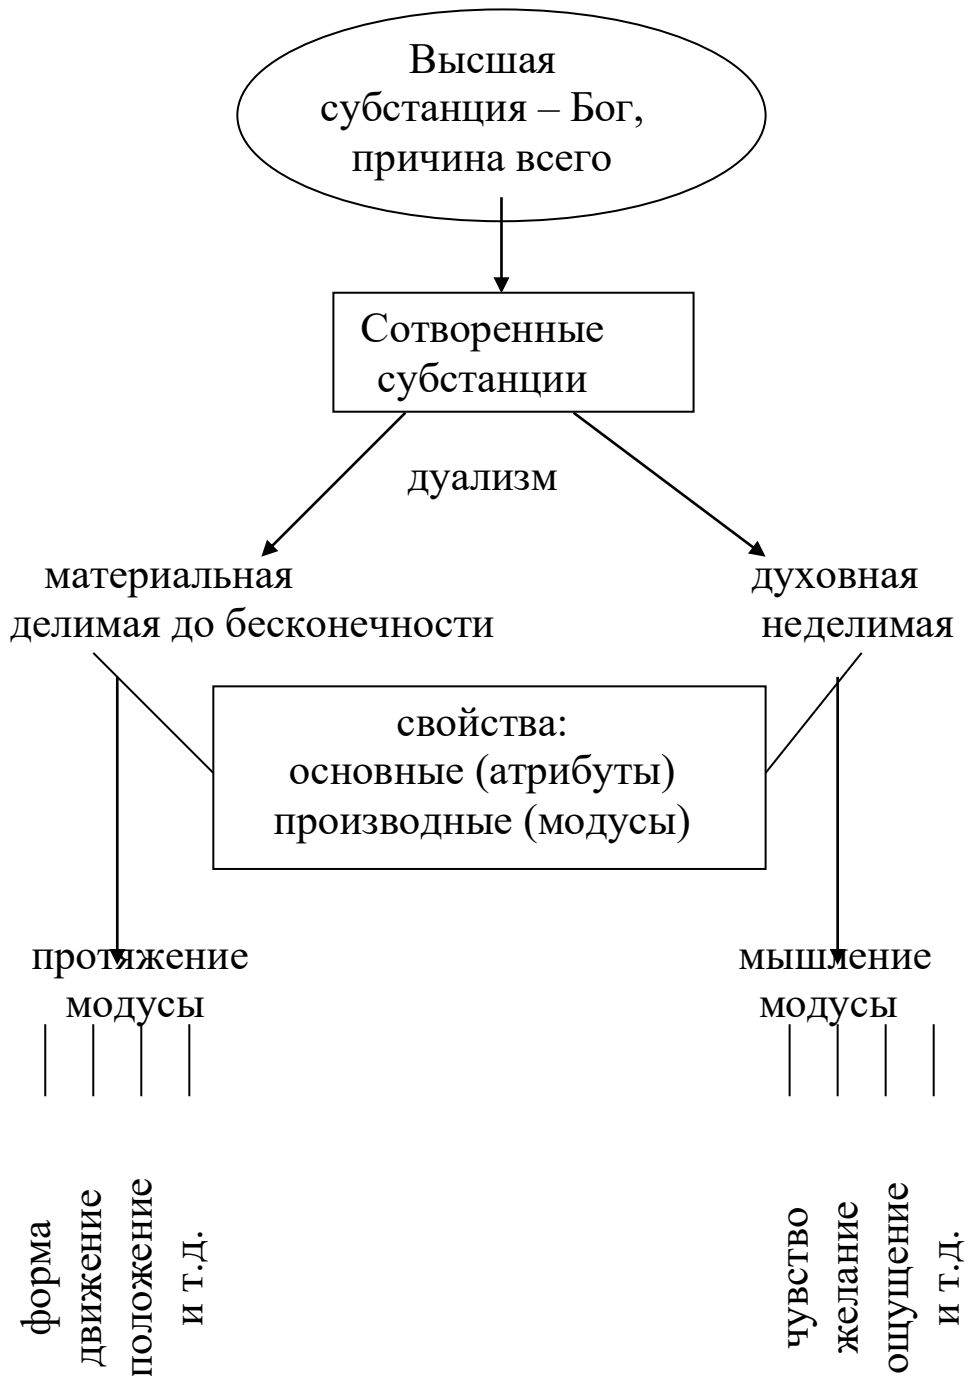 Высшая
субстанция – Бог,
причина всего
Сотворенные
субстанции
дуализм
материальная
делимая до бесконечности
духовная
неделимая
свойства:
основные (атрибуты)
производные (модусы)
протяжение
модусы
мышление
модусы
форма
движение
положение
и т.д.
чувство
желание
ощущение
и т.д.